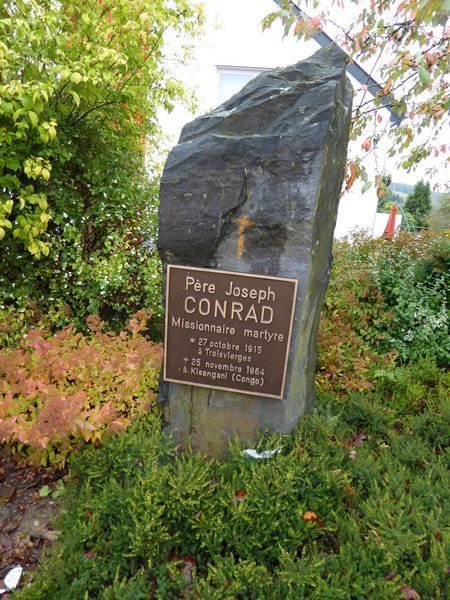 Père Joseph
CONRAD
Missionnaire martyre
* 27 octobre 1915
à Troisvierges
+ 25 novembre 1964
à Kisangani (Congo)